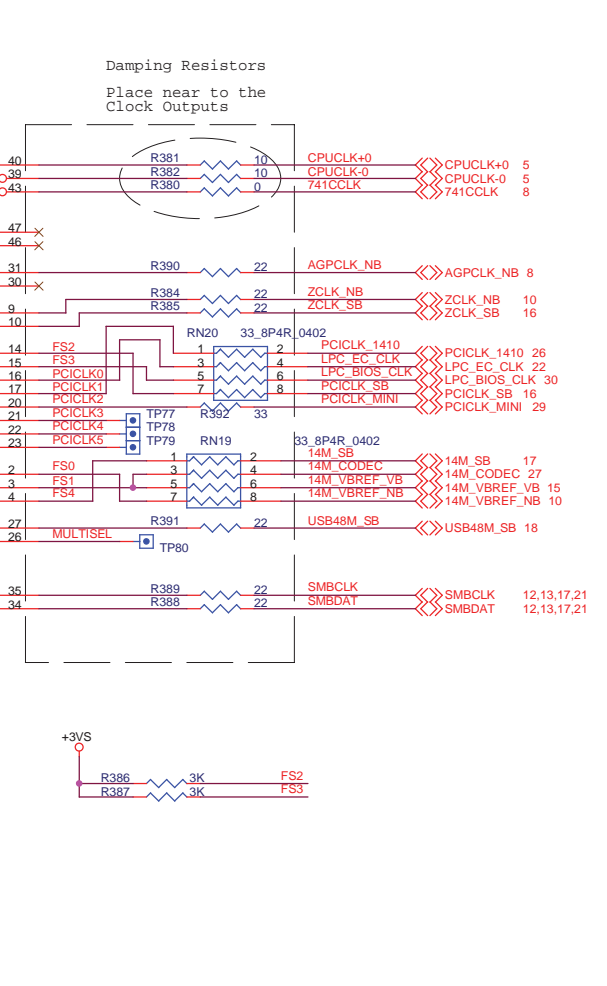 Damping Resistors
Place near to the
Clock Outputs
40 R381 10 CPUCLK+0 CPUCLK+0 5
39 R382 10 CPUCLK-0 CPUCLK-0 5
43 R380 0 741CCLK 741CCLK 8
47
46
31 R390 22 AGPCLK_NB AGPCLK_NB 8
30
9 R384 22 ZCLK_NB ZCLK_NB 10
10 R385 22 ZCLK_SB ZCLK_SB 16
RN20 33_8P4R_0402
14 FS2 1 2 PCICLK_1410 PCICLK_1410 26
15 FS3 3 4 LPC_EC_CLK LPC_EC_CLK 22
16 PCICLK0 5 6 LPC_BIOS_CLK LPC_BIOS_CLK 30
17 PCICLK1 7 8 PCICLK_SB PCICLK_SB 16
20 PCICLK2 R392 33 PCICLK_MINI PCICLK_MINI 29
21 PCICLK3 TP77
22 PCICLK4 TP78
23 PCICLK5 TP79
RN19 33_8P4R_0402
1 2 14M_SB 14M_SB 17
2 FS0 3 4 14M_CODEC 14M_CODEC 27
3 FS1 5 6 14M_VBREF_VB 14M_VBREF_VB 15
4 FS4 7 8 14M_VBREF_NB 14M_VBREF_NB 10
27 R391 22 USB48M_SB USB48M_SB 18
26 MULTISEL TP80
35 R389 22 SMBCLK SMBCLK 12,13,17,21
34 R388 22 SMBDAT SMBDAT 12,13,17,21
+3VS
R386 3K FS2
R387 3K FS3